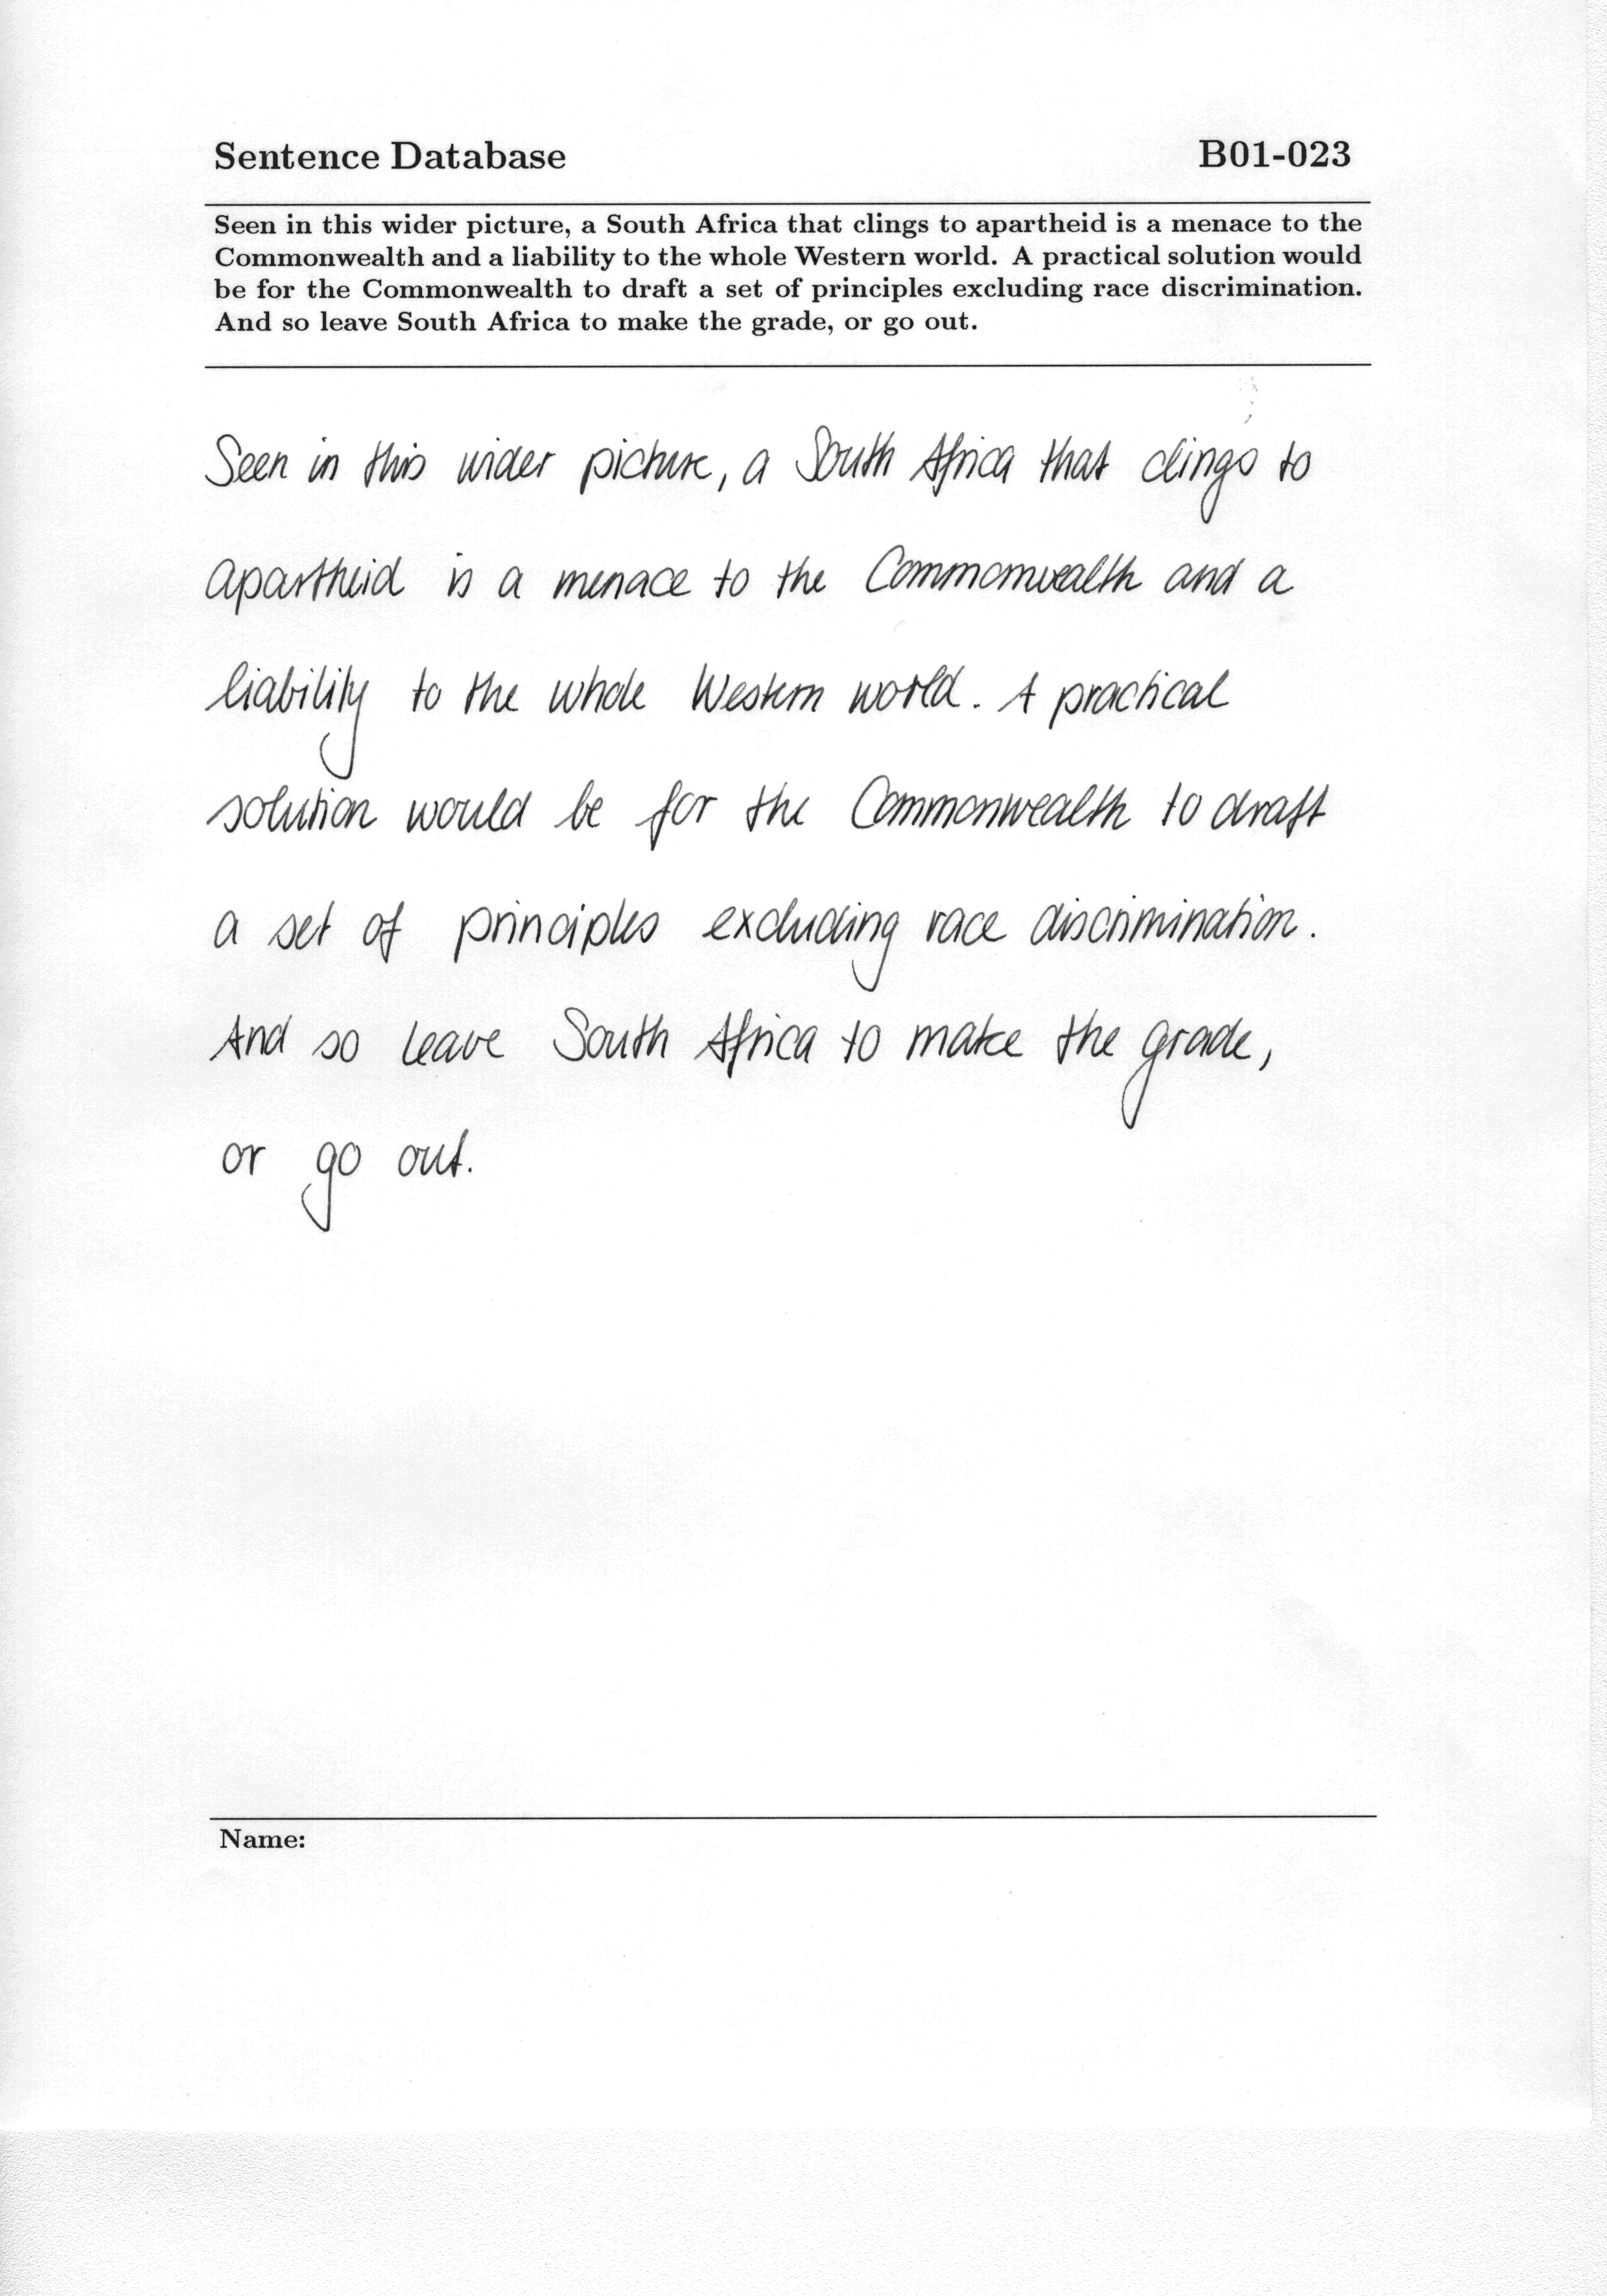 Sentence Database B01-023
Seen in this wider picture, a South Africa that clings to apartheid is a menace to the
Commonwealth and a liability to the whole Western world. A practical solution would
be for the Commonwealth to draft a set of principles excluding race discrimination.
And so leave South Africa to make the grade, or go out.
Seen in this wider picture, a South Africa that clings to
apartheid is a menace to the Commonwealth and a
liability to the whole Western world. A practical
solution would be for the Commonwealth to draft
a set of principles excluding race discrimination.
And so leave South Africa to make the grade,
or go out.
Name: